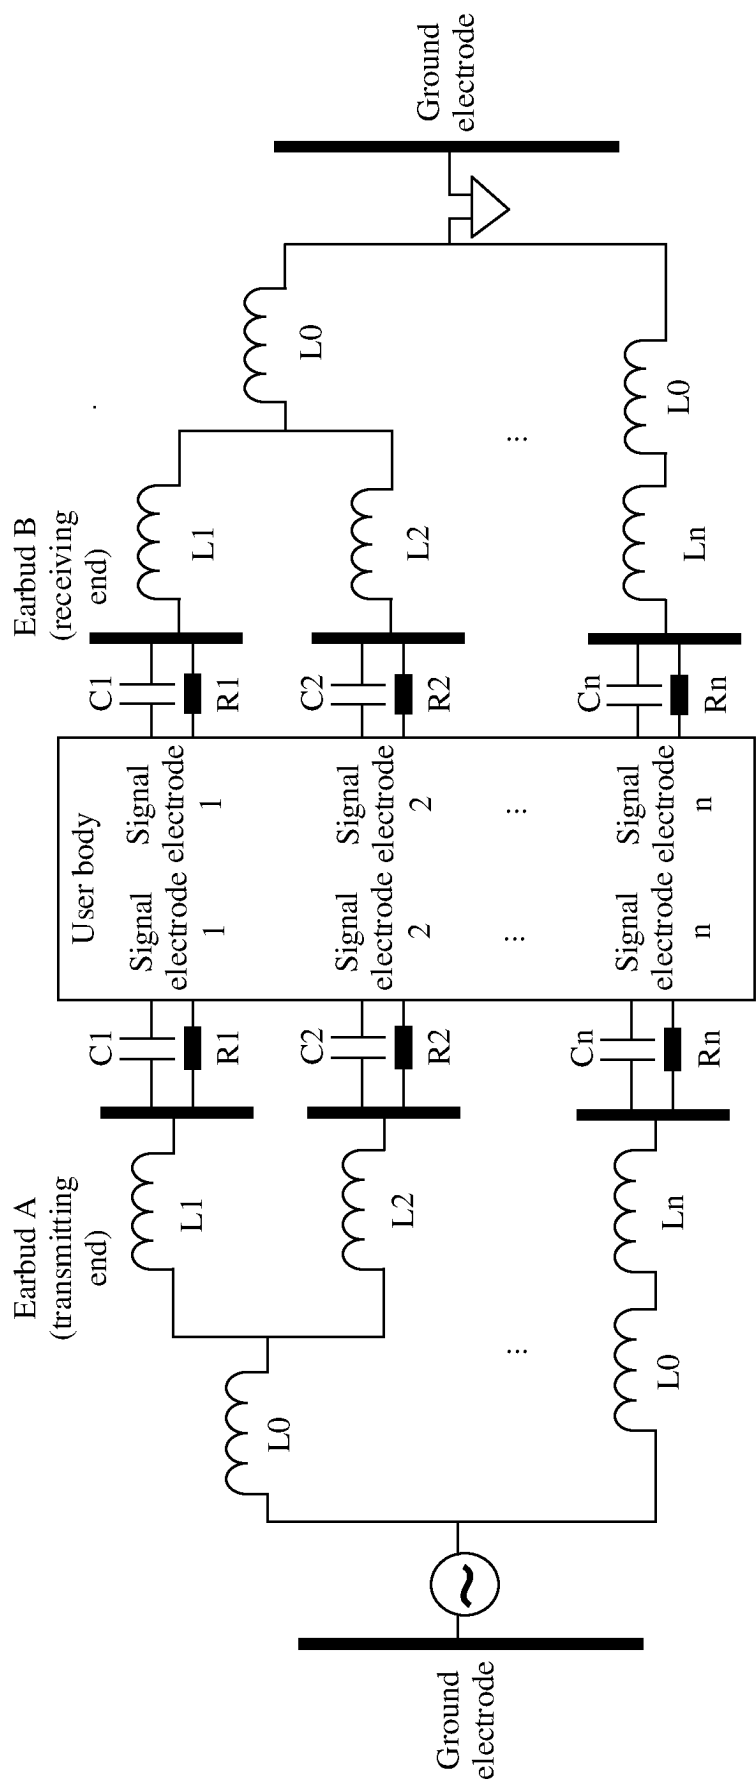 Earbud A
(transmitting
end)
Earbud B
(receiving
end)
User body
C1
R1
Signal
electrode
1
Signal
electrode
1
C1
R1
L1
L1
L0
L0
C2
R2
Signal
electrode
2
Signal
electrode
2
C2
R2
L2
L2
Ground
electrode
Ground
electrode
...
...
...
...
Cn
Rn
Signal
electrode
n
Signal
electrode
n
Cn
Rn
L0
Ln
Ln
L0